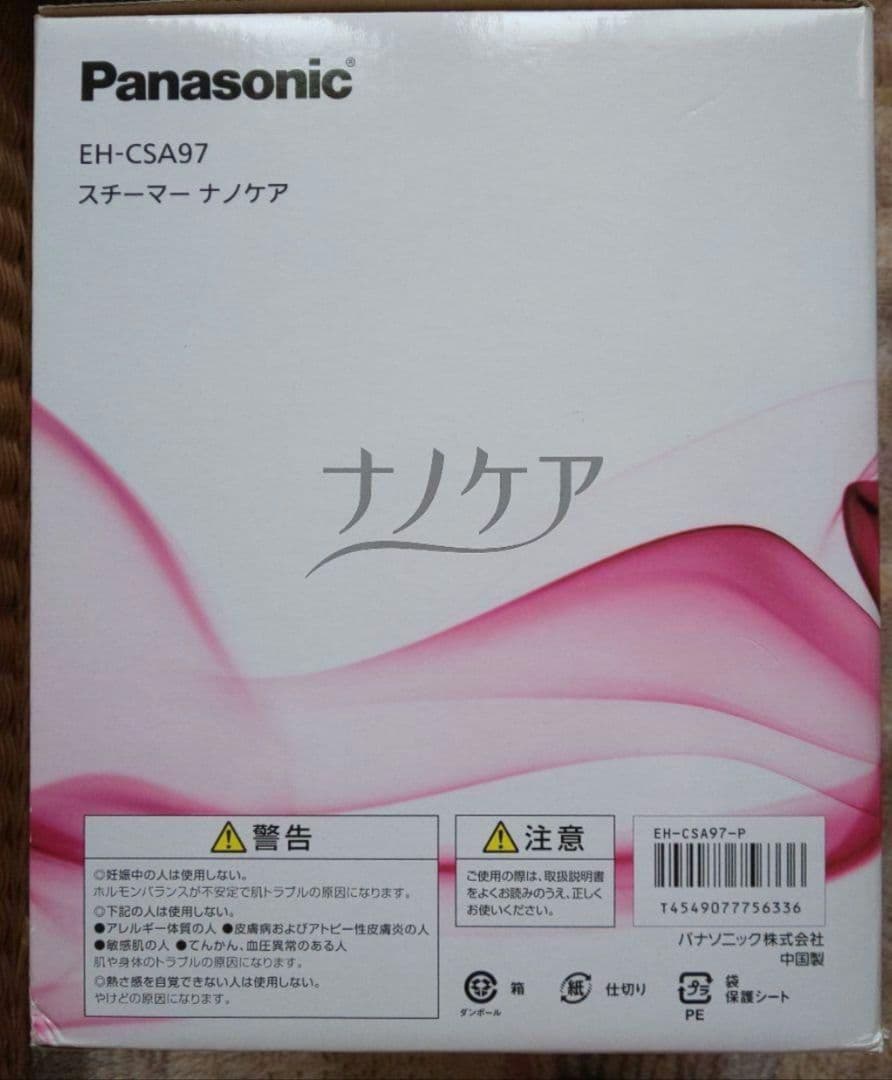 Panasonic®
EH-CSA97
スチーマー ナノケア
ナノケア
⚠警告
◎妊娠中の人は使用しない。
ホルモンバランスが不安定で肌トラブルの原因になります。
◎下記の人は使用しない。
●アレルギー体質の人 ●皮膚病およびアトピー性皮膚炎の人
●敏感肌の人 ●てんかん、血圧異常のある人
肌や身体のトラブルの原因になります。
◎熱さ感を自覚できない人は使用しない。
やけどの原因になります。
⚠注意
ご使用の際は、取扱説明書
をよくお読みのうえ、正しく
お使いください。
EH-CSA97-P
T4549077756336
パナソニック株式会社
中国製
箱
ダンボール
紙
仕切り
プラ
PE
袋
保護シート